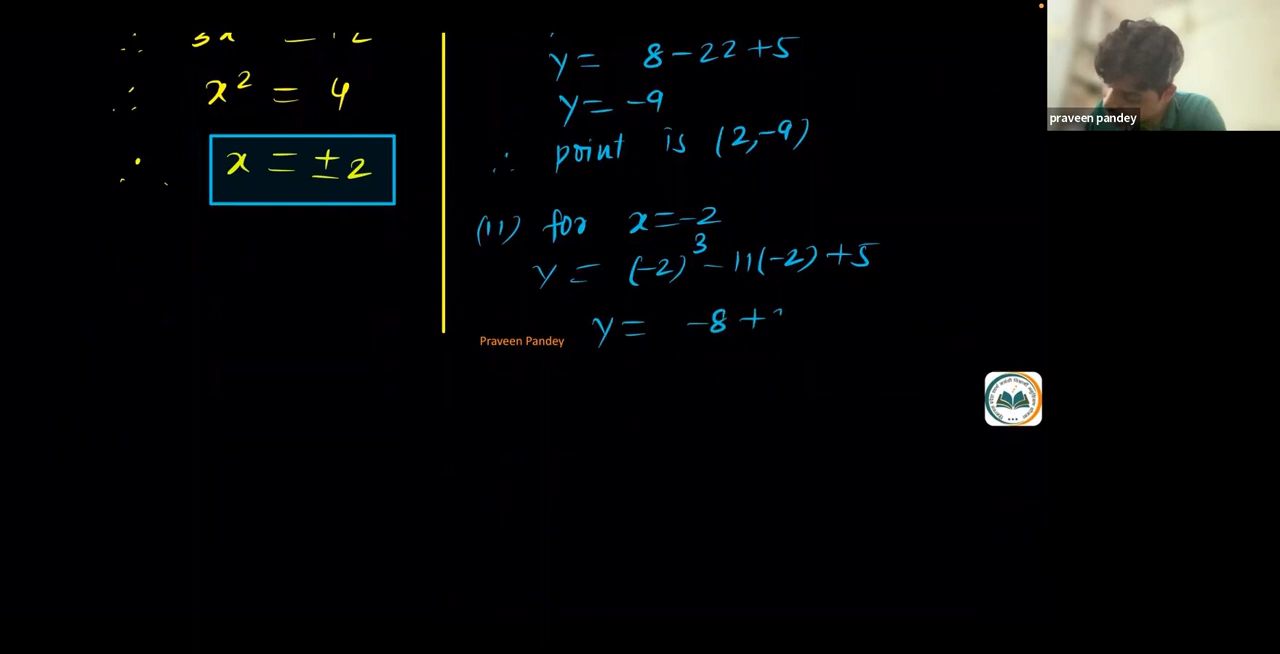 ∴ x² = 4
∴ x = ±2
y = 8 - 22 + 5
y = -9
∴ point is (2, -9)
(11) for x = -2
y = (-2)³ - 11(-2) + 5
y = -8 +
Praveen Pandey
praveen pandey